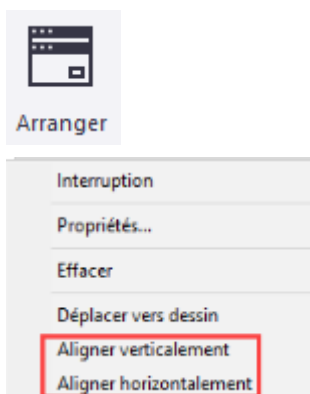 Arranger
Interruption
Propriétés...
Effacer
Déplacer vers dessin
Aligner verticalement
Aligner horizontalement